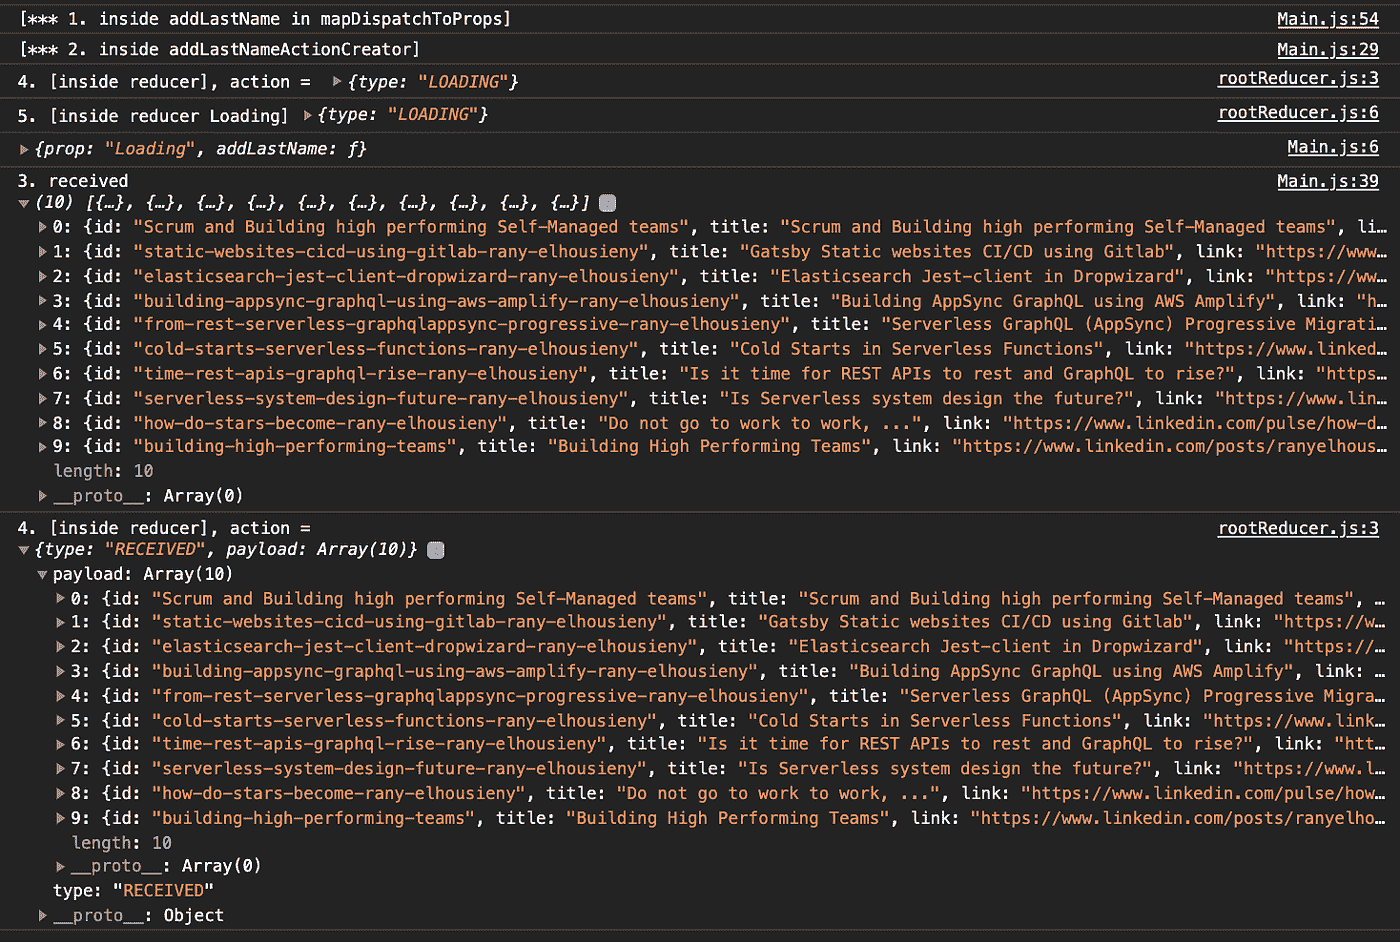 [*** 1. inside addLastName in mapDispatchToProps] Main.js:54
[*** 2. inside addLastNameActionCreator] Main.js:29
4. [inside reducer], action = {type: "LOADING"} rootReducer.js:3
5. [inside reducer Loading] {type: "LOADING"} rootReducer.js:6
{prop: "Loading", addLastName: ƒ} Main.js:6
3. received Main.js:39
(10) [{…}, {…}, {…}, {…}, {…}, {…}, {…}, {…}, {…}, {…}]
0: {id: "Scrum and Building high performing Self-Managed teams", title: "Scrum and Building high performing Self-Managed teams", li…
1: {id: "static-websites-cicd-using-gitlab-rany-elhousieny", title: "Gatsby Static websites CI/CD using Gitlab", link: "https://www…
2: {id: "elasticsearch-jest-client-dropwizard-rany-elhousieny", title: "Elasticsearch Jest-client in Dropwizard", link: "https://ww…
3: {id: "building-appsync-graphql-using-aws-amplify-rany-elhousieny", title: "Building AppSync GraphQL using AWS Amplify", link: "h…
4: {id: "from-rest-serverless-graphqlappsync-progressive-rany-elhousieny", title: "Serverless GraphQL (AppSync) Progressive Migrati…
5: {id: "cold-starts-serverless-functions-rany-elhousieny", title: "Cold Starts in Serverless Functions", link: "https://www.linked…
6: {id: "time-rest-apis-graphql-rise-rany-elhousieny", title: "Is it time for REST APIs to rest and GraphQL to rise?", link: "https…
7: {id: "serverless-system-design-future-rany-elhousieny", title: "Is Serverless system design the future?", link: "https://www.lin…
8: {id: "how-do-stars-become-rany-elhousieny", title: "Do not go to work to work, ...", link: "https://www.linkedin.com/pulse/how-d…
9: {id: "building-high-performing-teams", title: "Building High Performing Teams", link: "https://www.linkedin.com/posts/ranyelhous…
length: 10
__proto__: Array(0)
4. [inside reducer], action = rootReducer.js:3
{type: "RECEIVED", payload: Array(10)}
payload: Array(10)
0: {id: "Scrum and Building high performing Self-Managed teams", title: "Scrum and Building high performing Self-Managed teams", …
1: {id: "static-websites-cicd-using-gitlab-rany-elhousieny", title: "Gatsby Static websites CI/CD using Gitlab", link: "https://w…
2: {id: "elasticsearch-jest-client-dropwizard-rany-elhousieny", title: "Elasticsearch Jest-client in Dropwizard", link: "https://…
3: {id: "building-appsync-graphql-using-aws-amplify-rany-elhousieny", title: "Building AppSync GraphQL using AWS Amplify", link: …
4: {id: "from-rest-serverless-graphqlappsync-progressive-rany-elhousieny", title: "Serverless GraphQL (AppSync) Progressive Migra…
5: {id: "cold-starts-serverless-functions-rany-elhousieny", title: "Cold Starts in Serverless Functions", link: "https://www.link…
6: {id: "time-rest-apis-graphql-rise-rany-elhousieny", title: "Is it time for REST APIs to rest and GraphQL to rise?", link: "htt…
7: {id: "serverless-system-design-future-rany-elhousieny", title: "Is Serverless system design the future?", link: "https://www.l…
8: {id: "how-do-stars-become-rany-elhousieny", title: "Do not go to work to work, ...", link: "https://www.linkedin.com/pulse/how…
9: {id: "building-high-performing-teams", title: "Building High Performing Teams", link: "https://www.linkedin.com/posts/ranyelho…
length: 10
__proto__: Array(0)
type: "RECEIVED"
__proto__: Object